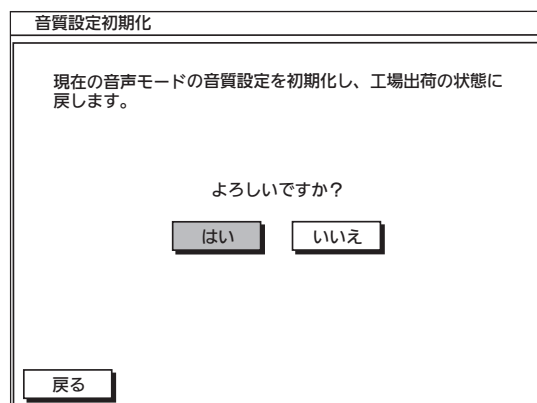 音質設定初期化
現在の音声モードの音質設定を初期化し、工場出荷の状態に
戻します。
よろしいですか？
はい
いいえ
戻る